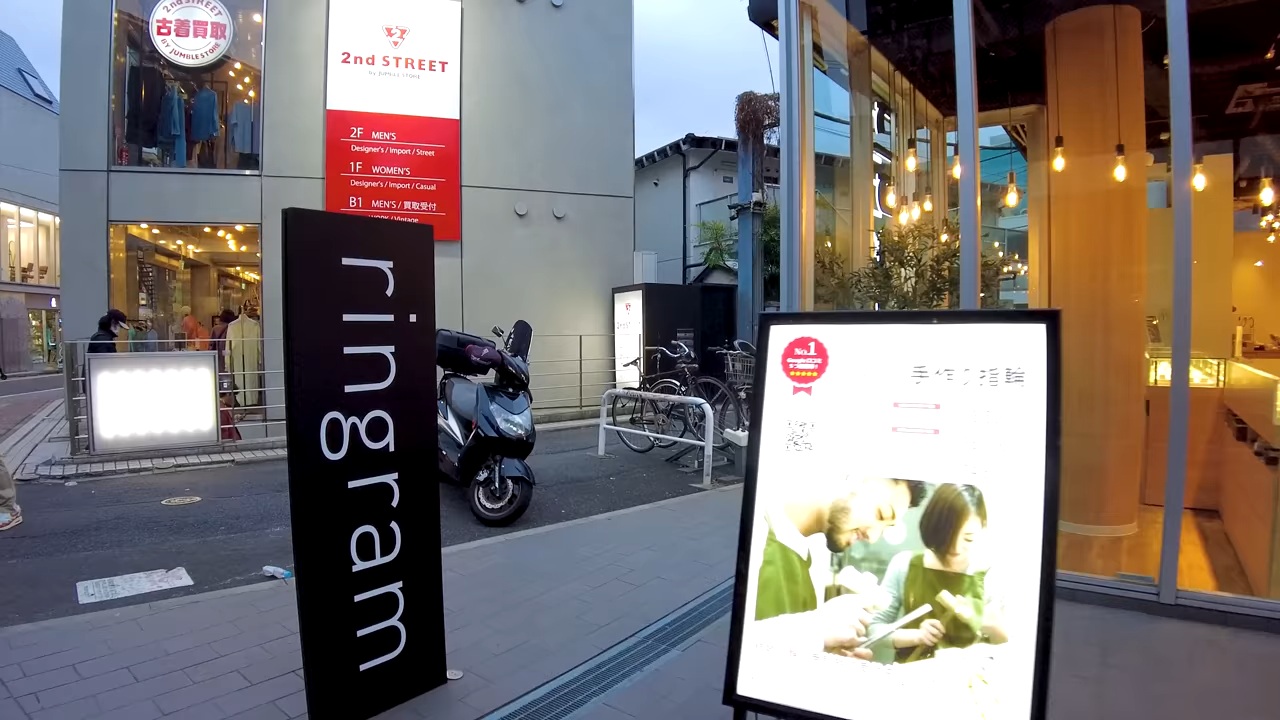 2nd STREET
古着買取
BY JUMBLE STORE
2nd STREET
by JUMBLE STORE
2F MEN'S
Designer's / Import / Street
1F WOMEN'S
Designer's / Import / Casual
B1 MEN'S / 買取受付
WORK / Vintage
ringram
No.1
手作り指輪